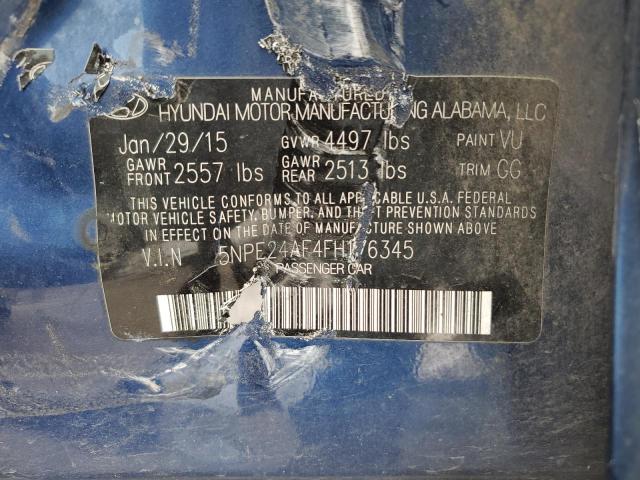 MANUFACTURED
HYUNDAI MOTOR MANUFACTURING ALABAMA, LLC
Jan/29/15 GVWR 4497 lbs PAINT VU
GAWR FRONT 2557 lbs GAWR REAR 2513 lbs TRIM GG
THIS VEHICLE CONFORMS TO ALL APPLICABLE U.S.A. FEDERAL
MOTOR VEHICLE SAFETY, BUMPER, AND THEFT PREVENTION STANDARDS
IN EFFECT ON THE DATE OF MANUFACTURE SHOWN ABOVE
V.I.N 5NPE24AF4FH176345
PASSENGER CAR